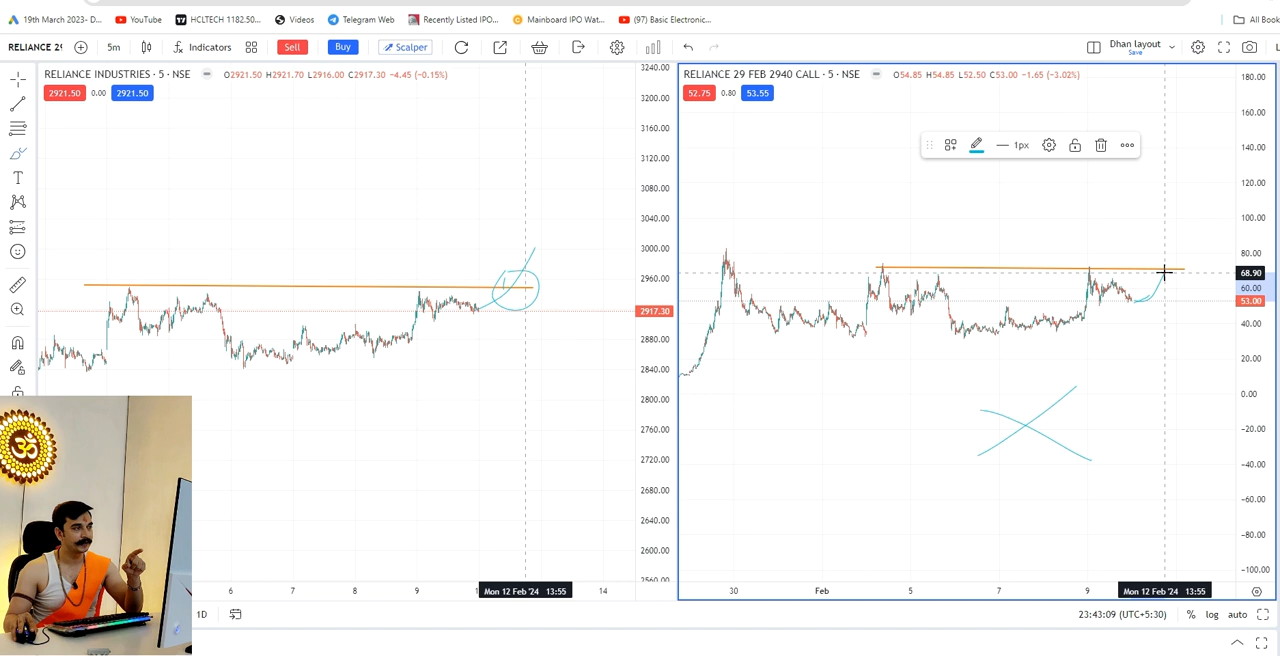 19th March 2023- D... YouTube HCLTECH 1182.50... Videos Telegram Web Recently Listed IPO... Mainboard IPO Wat... (97) Basic Electronic... All Book
RELIANCE 29 5m Indicators Sell Buy Scalper Dhan layout
Save
RELIANCE INDUSTRIES · 5 · NSE O2921.50 H2921.70 L2916.00 C2917.30 −4.45 (−0.15%)
2921.50 0.00 2921.50
3240.00
3200.00
3160.00
3120.00
3080.00
3040.00
3000.00
2960.00
2917.30
2880.00
2840.00
2800.00
2760.00
2720.00
2680.00
2640.00
2600.00
2560.00
6 7 8 9 Mon 12 Feb '24 13:55 14
RELIANCE 29 FEB 2940 CALL · 5 · NSE O54.85 H54.85 L52.50 C53.00 −1.65 (−3.02%)
52.75 0.80 53.55
1px
180.00
160.00
140.00
120.00
100.00
80.00
68.90
60.00
53.00
40.00
20.00
0.00
−20.00
−40.00
−60.00
−80.00
−100.00
30 Feb 5 7 9 Mon 12 Feb '24 13:55
ॐ
1D 23:43:09 (UTC+5:30) % log auto